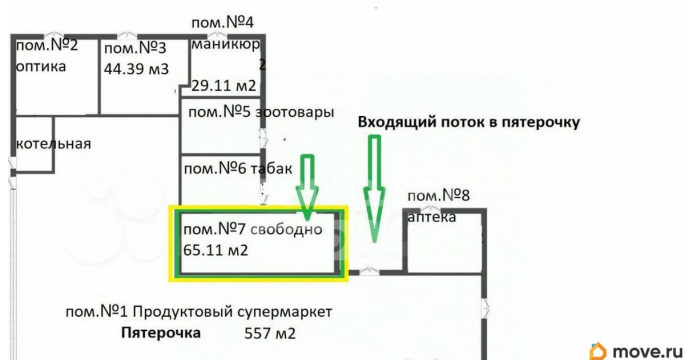 пом.№4
пом.№2
пом.№3
маникюр
оптика
44.39 м3
2
29.11 м2
пом.№5 зоотовары
Входящий поток в пятерочку
котельная
пом.№6 табак
пом.№8
аптека
пом.№7 свободно
65.11 м2
пом.№1 Продуктовый супермаркет
Пятерочка 557 м2
move.ru